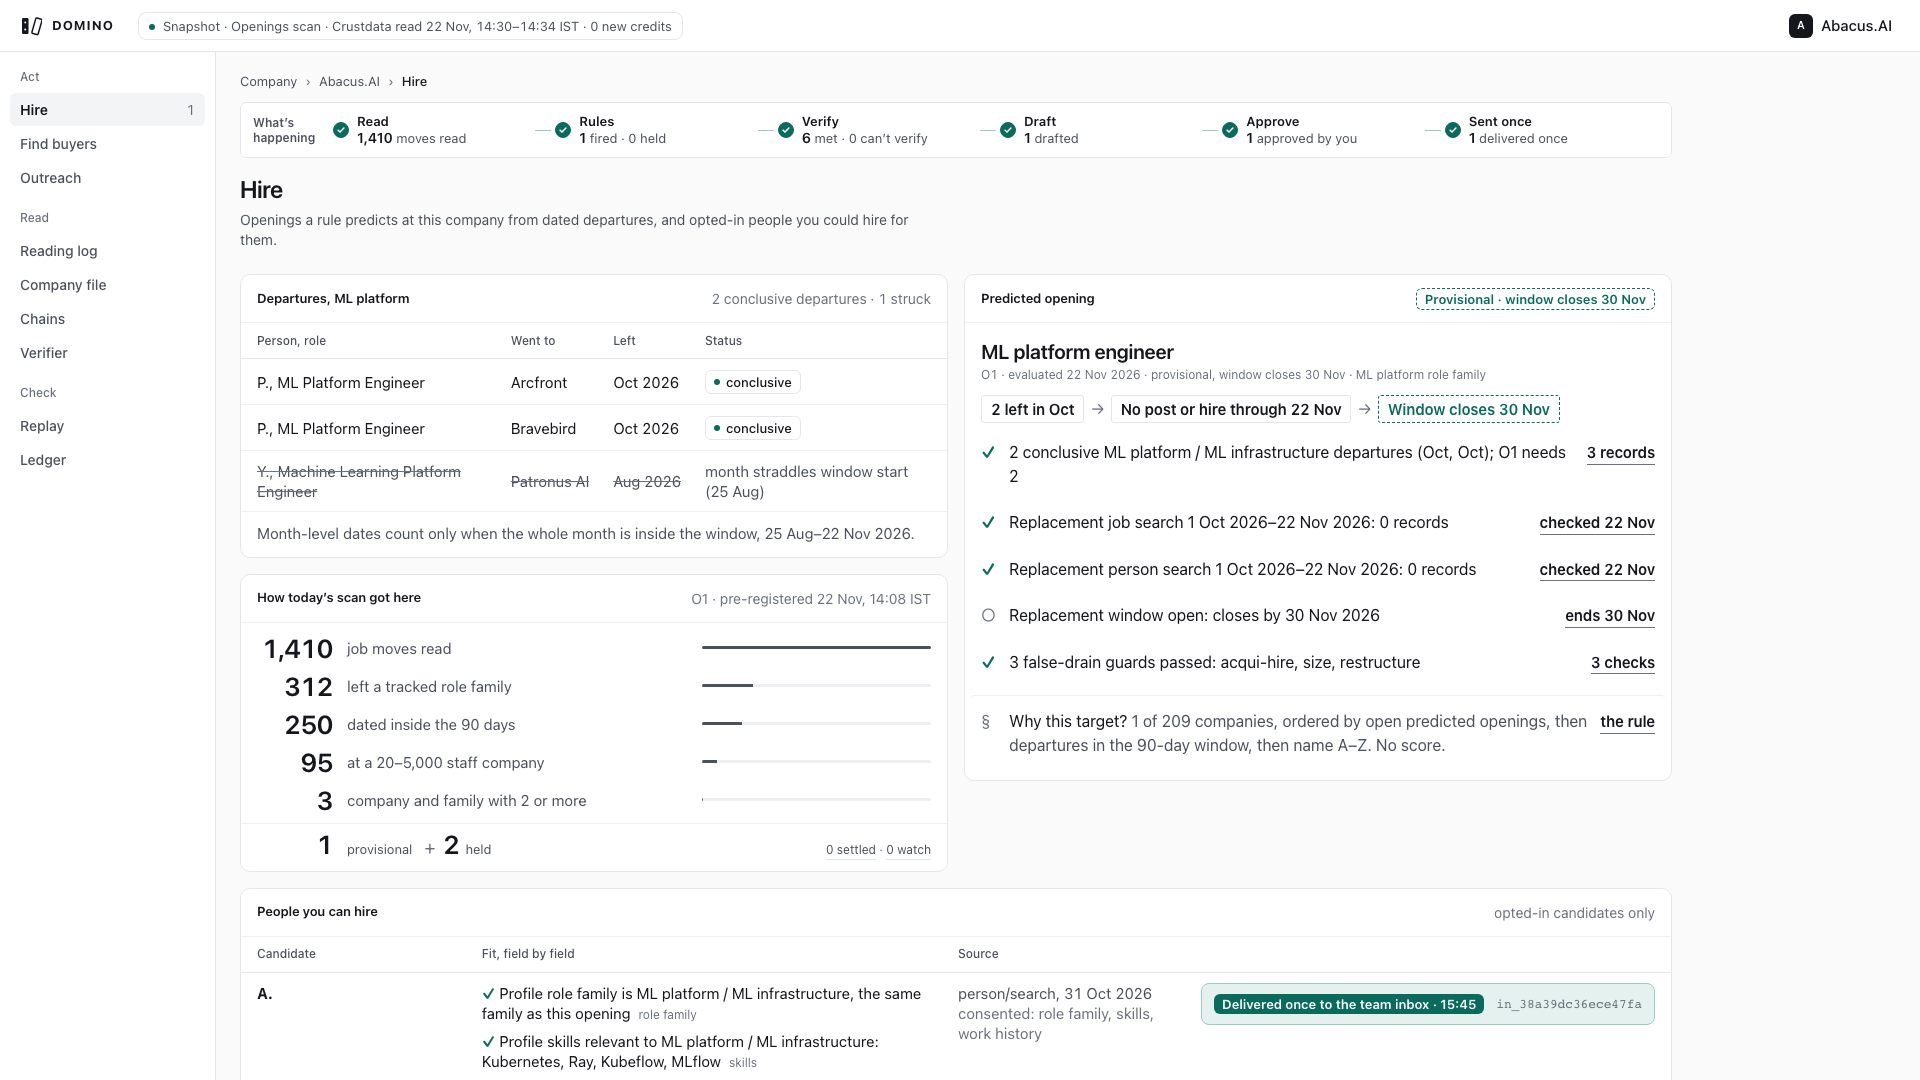 DOMINO
Snapshot · Openings scan · Crustdata read 22 Nov, 14:30–14:34 IST · 0 new credits
A
Abacus.AI
Act
Hire 1
Find buyers
Outreach
Read
Reading log
Company file
Chains
Verifier
Check
Replay
Ledger
Company › Abacus.AI › Hire
What's happening
Read
1,410 moves read
Rules
1 fired · 0 held
Verify
6 met · 0 can't verify
Draft
1 drafted
Approve
1 approved by you
Sent once
1 delivered once
Hire
Openings a rule predicts at this company from dated departures, and opted-in people you could hire for
them.
Departures, ML platform 2 conclusive departures · 1 struck
Person, role Went to Left Status
P., ML Platform Engineer Arcfront Oct 2026 conclusive
P., ML Platform Engineer Bravebird Oct 2026 conclusive
Y., Machine Learning Platform Engineer Patronus AI Aug 2026 month straddles window start (25 Aug)
Month-level dates count only when the whole month is inside the window, 25 Aug–22 Nov 2026.
How today's scan got here O1 · pre-registered 22 Nov, 14:08 IST
1,410 job moves read
312 left a tracked role family
250 dated inside the 90 days
95 at a 20–5,000 staff company
3 company and family with 2 or more
1 provisional + 2 held 0 settled · 0 watch
Predicted opening Provisional · window closes 30 Nov
ML platform engineer
O1 · evaluated 22 Nov 2026 · provisional, window closes 30 Nov · ML platform role family
2 left in Oct → No post or hire through 22 Nov → Window closes 30 Nov
2 conclusive ML platform / ML infrastructure departures (Oct, Oct); O1 needs 3 records
2
Replacement job search 1 Oct 2026–22 Nov 2026: 0 records checked 22 Nov
Replacement person search 1 Oct 2026–22 Nov 2026: 0 records checked 22 Nov
Replacement window open: closes by 30 Nov 2026 ends 30 Nov
3 false-drain guards passed: acqui-hire, size, restructure 3 checks
§ Why this target? 1 of 209 companies, ordered by open predicted openings, then the rule
departures in the 90-day window, then name A–Z. No score.
People you can hire opted-in candidates only
Candidate Fit, field by field Source
A.
✓ Profile role family is ML platform / ML infrastructure, the same
family as this opening role family
✓ Profile skills relevant to ML platform / ML infrastructure:
Kubernetes, Ray, Kubeflow, MLflow skills
person/search, 31 Oct 2026
consented: role family, skills,
work history
Delivered once to the team inbox · 15:45 in_38a39dc36ece47fa